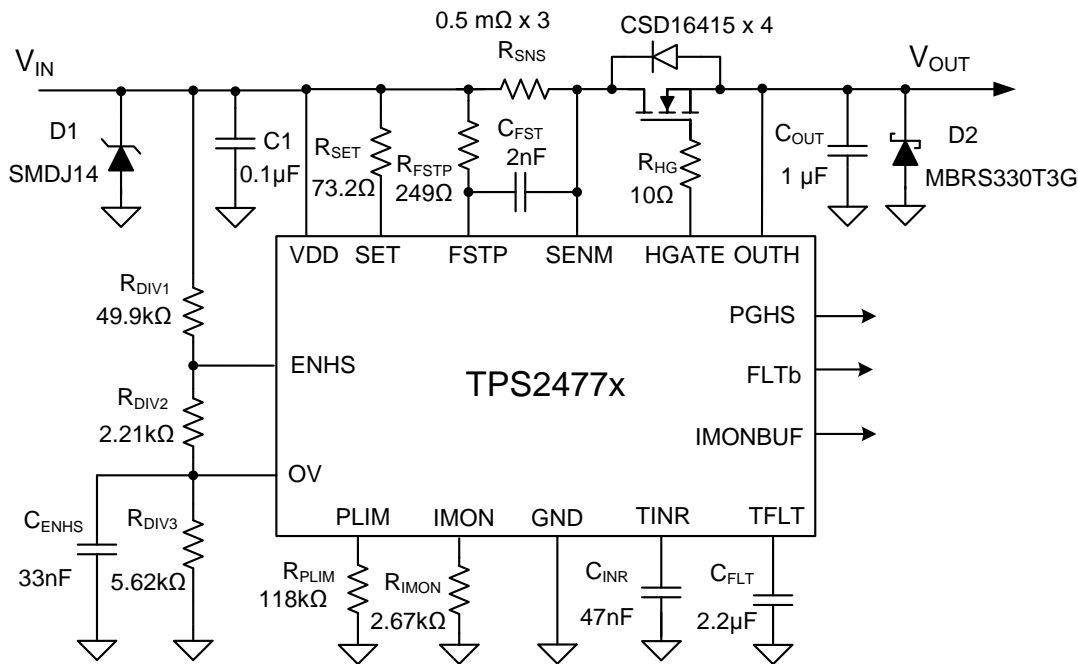 0.5 mΩ x 3
CSD16415 x 4
V_IN
R_SNS
V_OUT
D1
SMDJ14
C1
0.1µF
R_SET
73.2Ω
R_FSTP
249Ω
C_FST
2nF
R_HG
10Ω
C_OUT
1 µF
D2
MBRS330T3G
VDD
SET
FSTP
SENM
HGATE
OUTH
R_DIV1
49.9kΩ
PGHS
ENHS
FLTb
TPS2477x
R_DIV2
2.21kΩ
IMONBUF
OV
C_ENHS
33nF
R_DIV3
5.62kΩ
PLIM
IMON
GND
TINR
TFLT
R_PLIM
118kΩ
R_IMON
2.67kΩ
C_INR
47nF
C_FLT
2.2µF